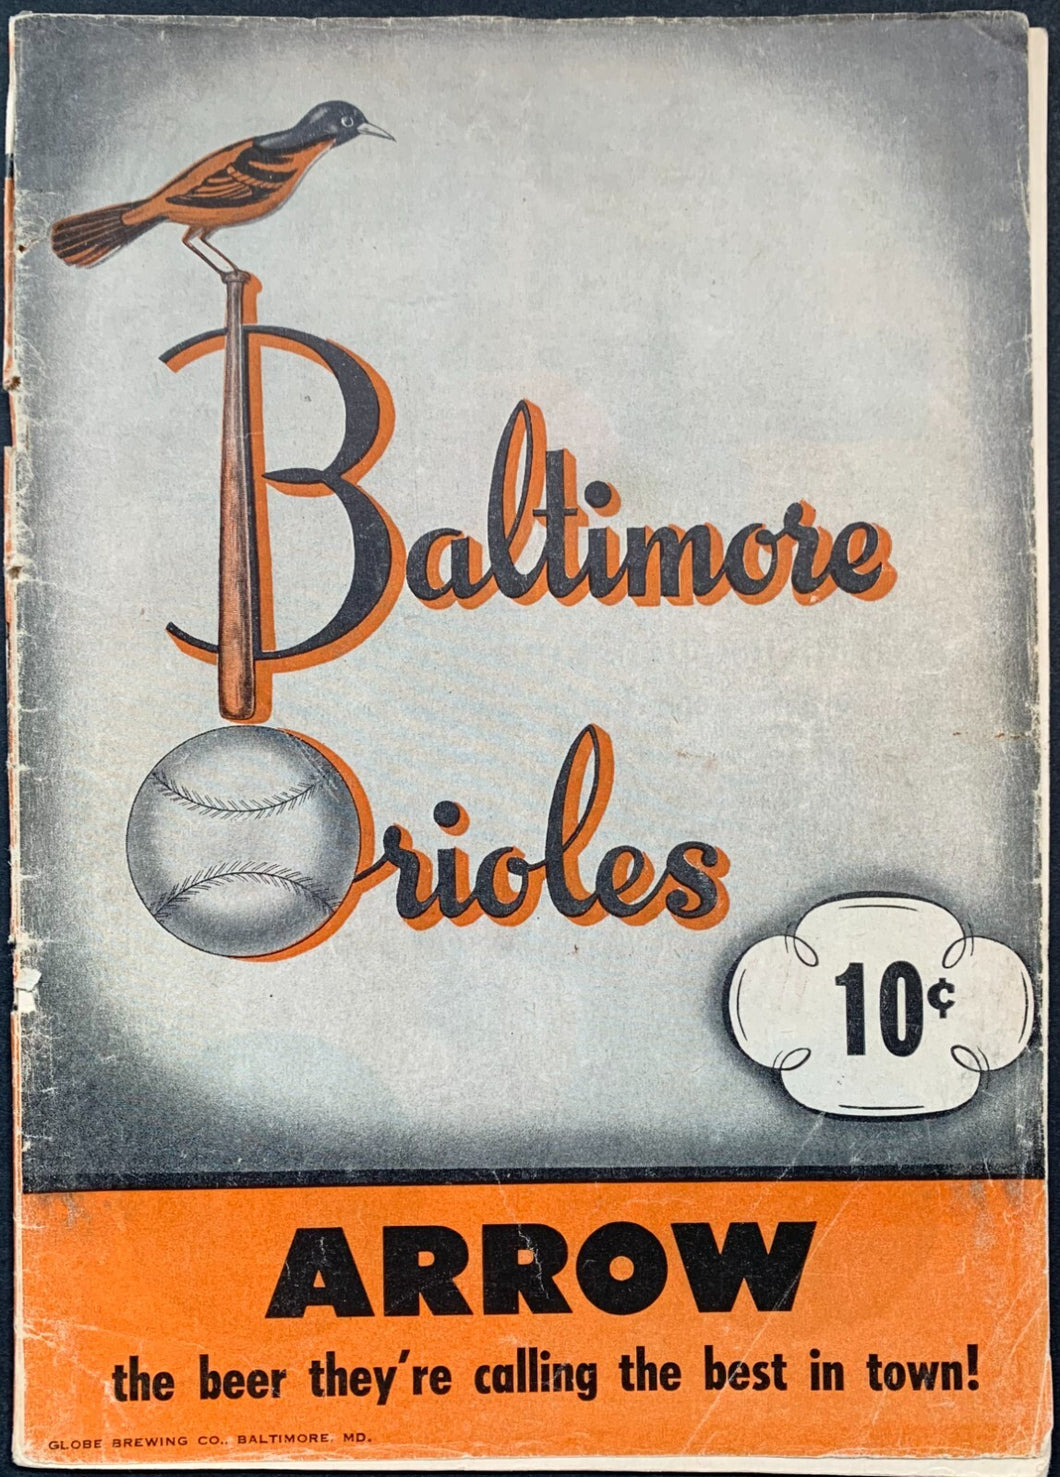 Baltimore
Orioles
10¢
ARROW
the beer they're calling the best in town!
GLOBE BREWING CO., BALTIMORE, MD.